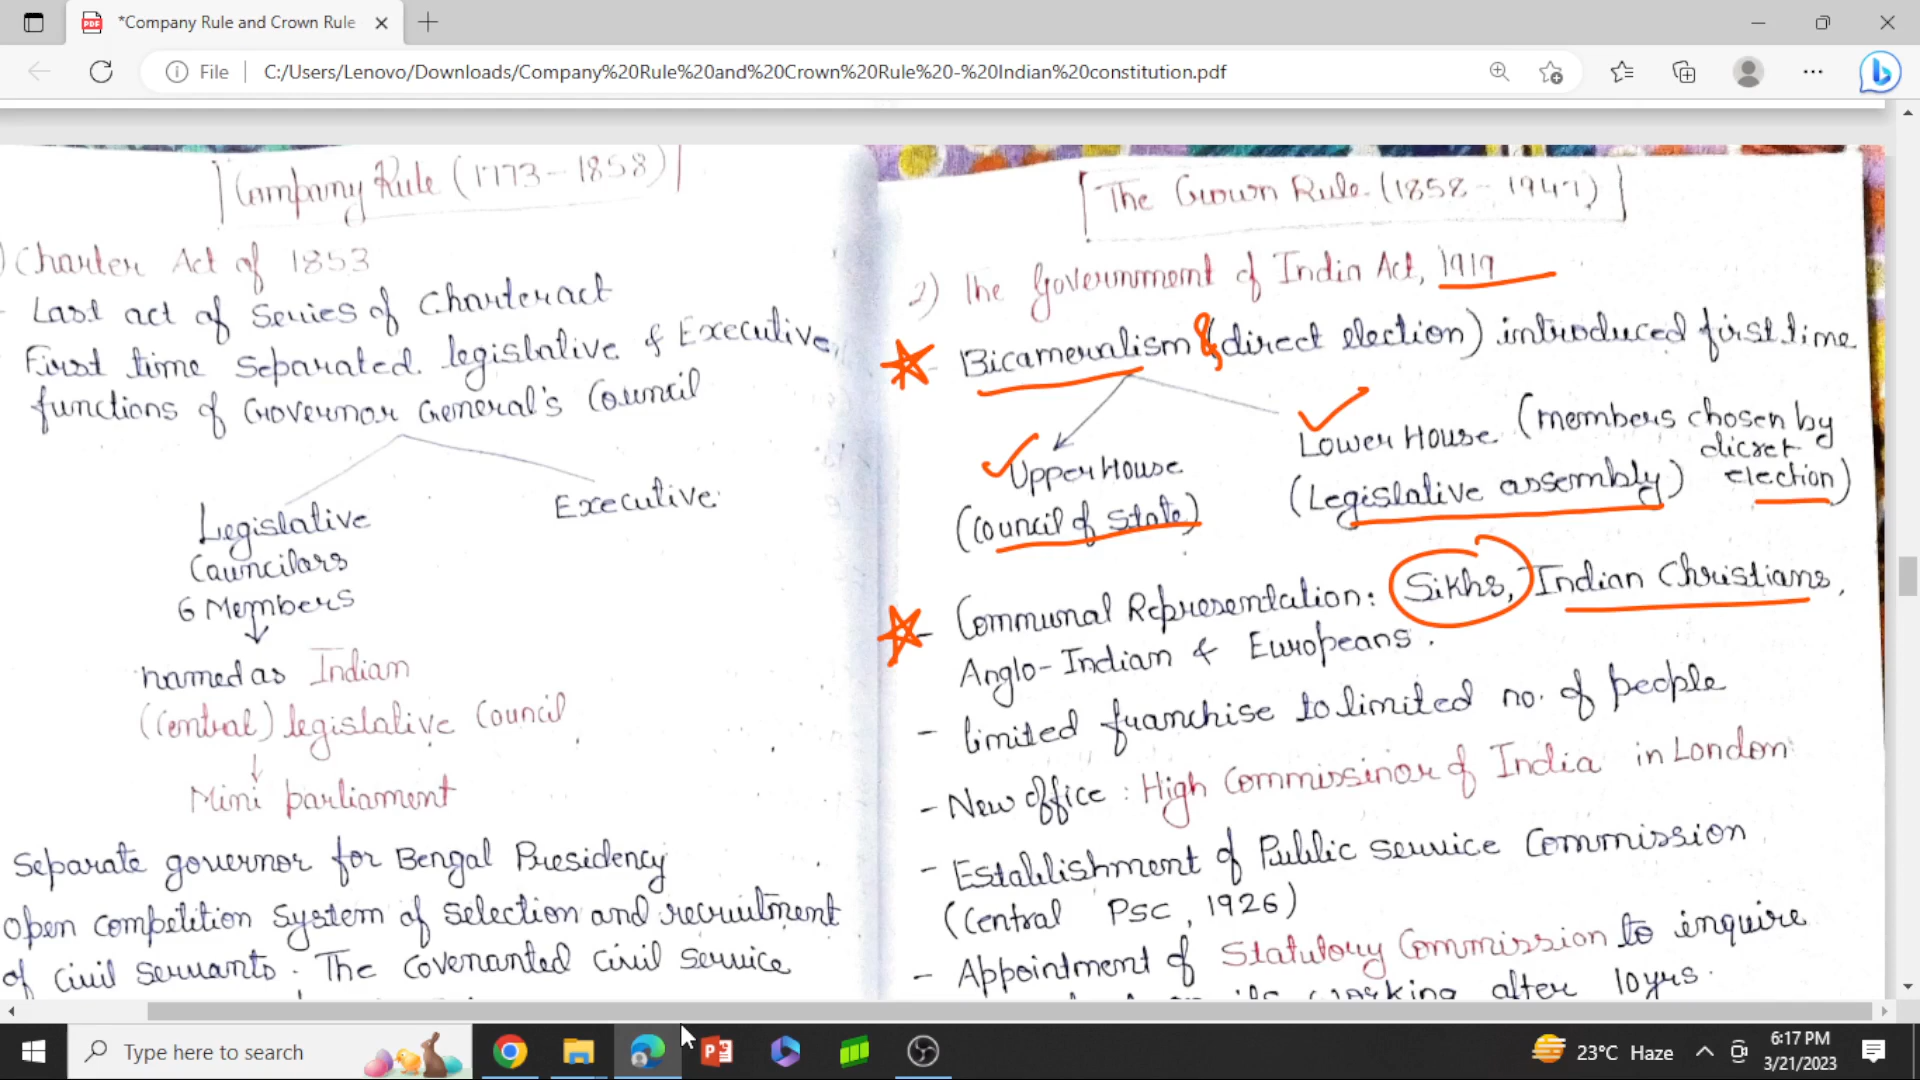 *Company Rule and Crown Rule
File
C:/Users/Lenovo/Downloads/Company%20Rule%20and%20Crown%20Rule%20-%20Indian%20constitution.pdf
Company Rule (1773-1858)
Charter Act of 1853
Last act of Series of Charter act
First time separated legislative & Executive
functions of Governor General's Council
Legislative
Councilars
6 Members
Executive
named as Indian
(Central) legislative Council
Mini parliament
Separate governor for Bengal Presidency
Open competition System of selection and recruitment
of civil servants. The covenanted civil service
The Crown Rule (1858-1947)
2) The Government of India Act, 1919
- Bicameralism & (direct election) introduced first time
Upper House
(Council of State)
Lower House (members chosen by
dicret
(Legislative assembly) election)
- Communal Representation: Sikhs, Indian Christians,
Anglo-Indian & Europeans.
- limited franchise to limited no. of people
- New office: High Commissinor of India in London
- Establishment of Public service Commission
(Central PSC, 1926)
- Appointment of Statutory Commission to inquire
working after 10yrs.
Type here to search
23°C Haze
6:17 PM
3/21/2023